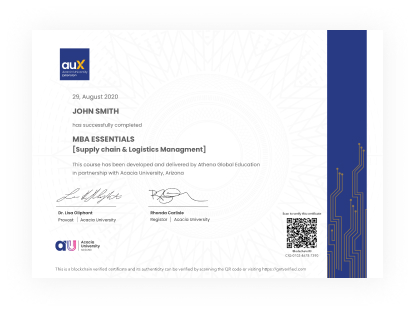 auX
29, August 2020
JOHN SMITH
has successfully completed
MBA ESSENTIALS
[Supply chain & Logistics Managment]
This course has been developed and delivered by Athena Global Education
in partnership with Acacia University, Arizona
Dr. Lisa Oliphant
Provost | Acacia University
Rhonda Carlisle
Registrar | Acacia University
Scan to verify this certificate
aU Acacia University
This is a blockchain verified certificate and its authenticity can be verified by scanning the QR code or visiting